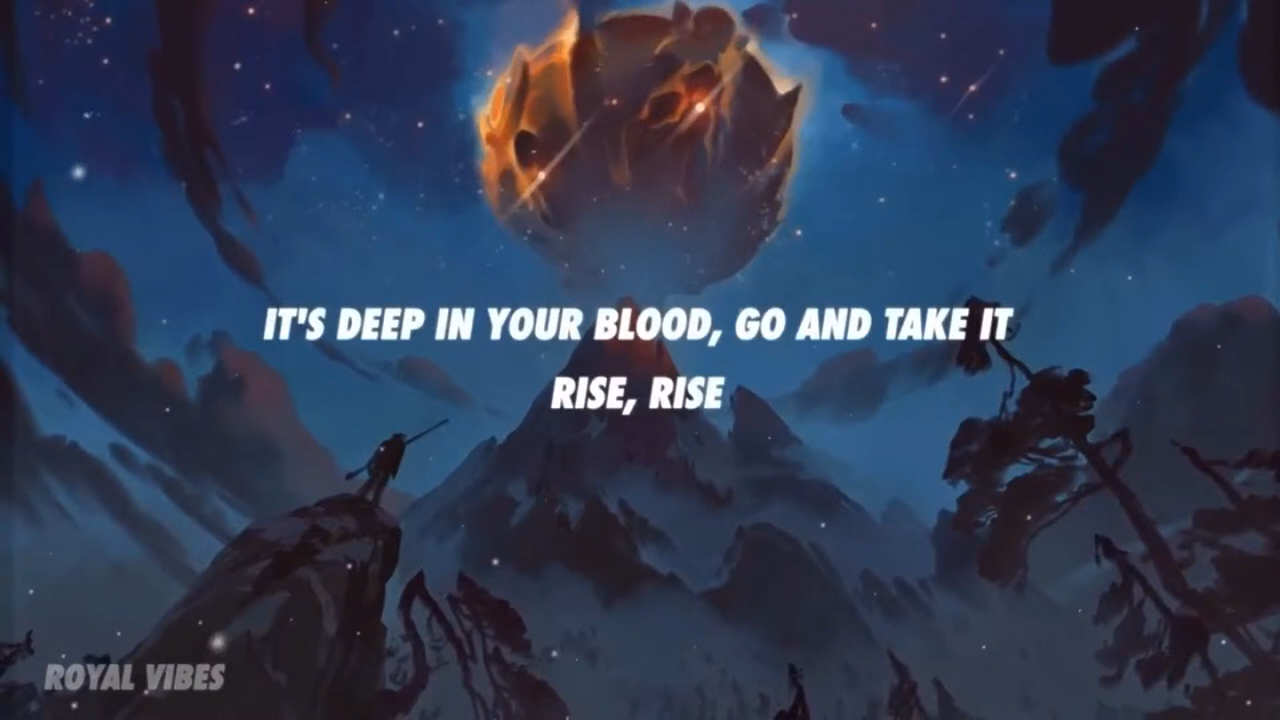 IT'S DEEP IN YOUR BLOOD, GO AND TAKE IT
RISE, RISE
ROYAL VIBES